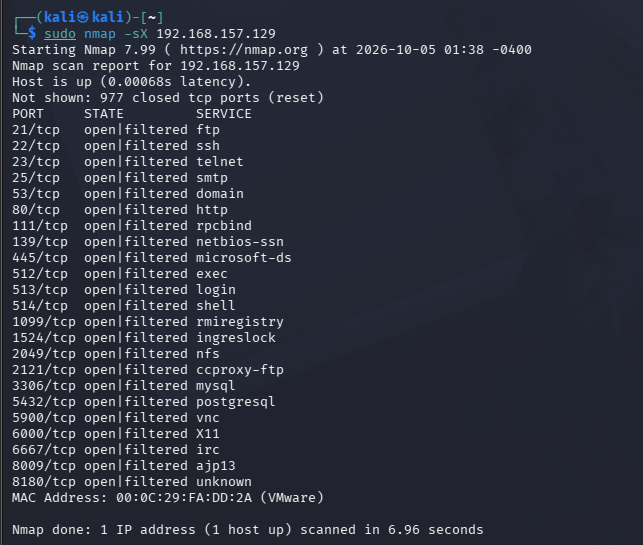 ┌──(kali㉿kali)-[~]
└─$ sudo nmap -sX 192.168.157.129
Starting Nmap 7.99 ( https://nmap.org ) at 2026-10-05 01:38 -0400
Nmap scan report for 192.168.157.129
Host is up (0.00068s latency).
Not shown: 977 closed tcp ports (reset)
PORT     STATE         SERVICE
21/tcp   open|filtered ftp
22/tcp   open|filtered ssh
23/tcp   open|filtered telnet
25/tcp   open|filtered smtp
53/tcp   open|filtered domain
80/tcp   open|filtered http
111/tcp  open|filtered rpcbind
139/tcp  open|filtered netbios-ssn
445/tcp  open|filtered microsoft-ds
512/tcp  open|filtered exec
513/tcp  open|filtered login
514/tcp  open|filtered shell
1099/tcp open|filtered rmiregistry
1524/tcp open|filtered ingreslock
2049/tcp open|filtered nfs
2121/tcp open|filtered ccproxy-ftp
3306/tcp open|filtered mysql
5432/tcp open|filtered postgresql
5900/tcp open|filtered vnc
6000/tcp open|filtered X11
6667/tcp open|filtered irc
8009/tcp open|filtered ajp13
8180/tcp open|filtered unknown
MAC Address: 00:0C:29:FA:DD:2A (VMware)
Nmap done: 1 IP address (1 host up) scanned in 6.96 seconds